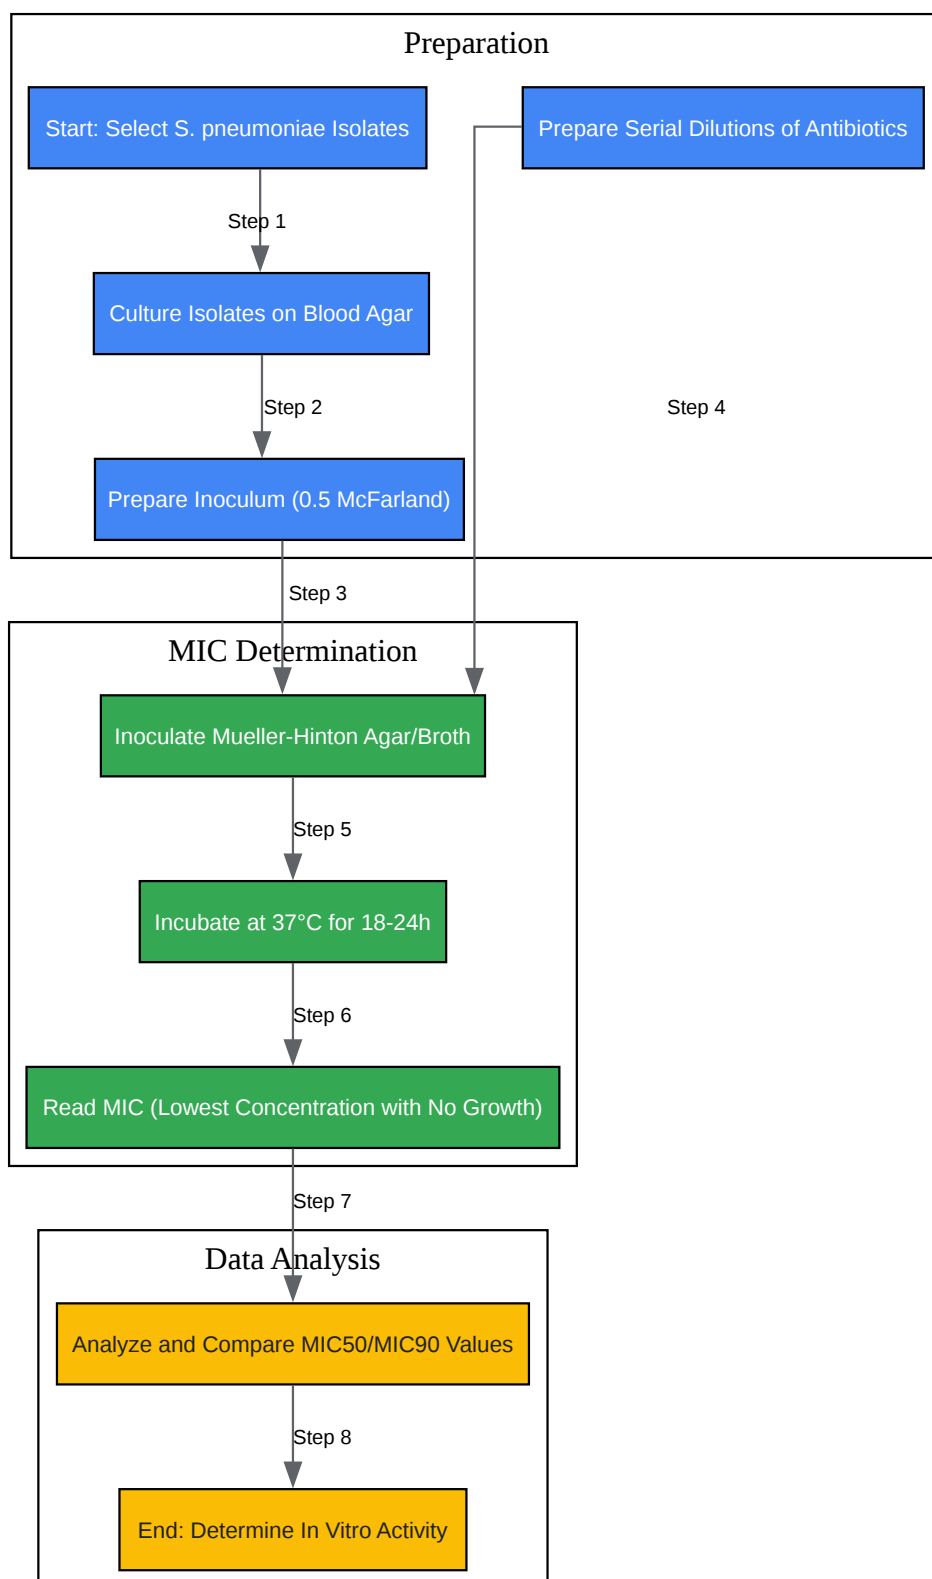 Preparation
Start: Select S. pneumoniae Isolates
Prepare Serial Dilutions of Antibiotics
Step 1
Culture Isolates on Blood Agar
Step 2
Step 4
Prepare Inoculum (0.5 McFarland)
Step 3
MIC Determination
Inoculate Mueller-Hinton Agar/Broth
Step 5
Incubate at 37°C for 18-24h
Step 6
Read MIC (Lowest Concentration with No Growth)
Step 7
Data Analysis
Analyze and Compare MIC50/MIC90 Values
Step 8
End: Determine In Vitro Activity